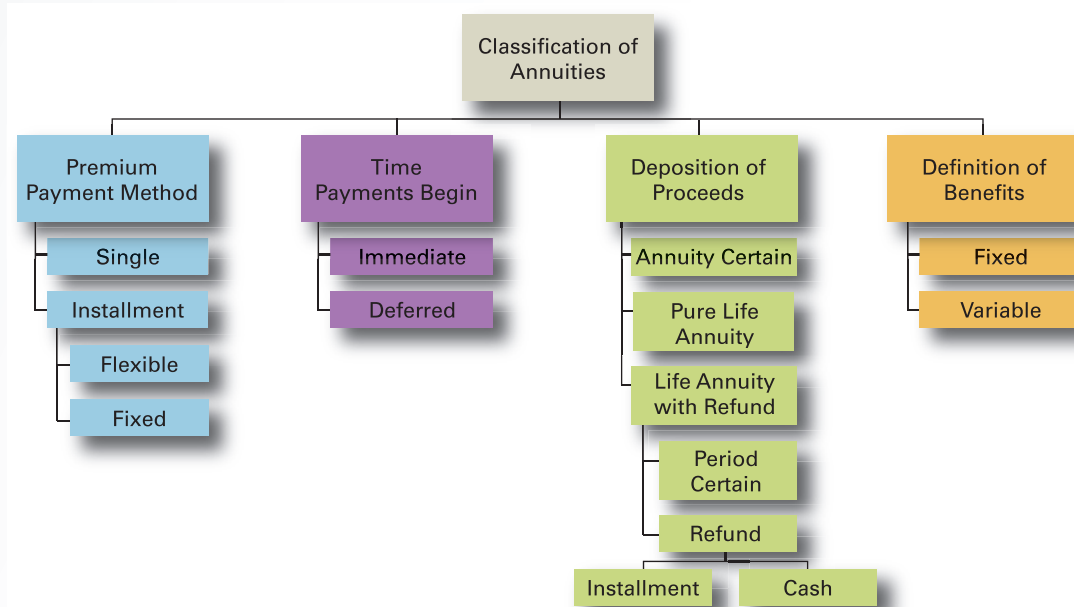 Classification of
Annuities
Premium
Payment Method
Single
Installment
Flexible
Fixed
Time
Payments Begin
Immediate
Deferred
Deposition of
Proceeds
Annuity Certain
Pure Life
Annuity
Life Annuity
with Refund
Period
Certain
Refund
Installment
Cash
Definition of
Benefits
Fixed
Variable